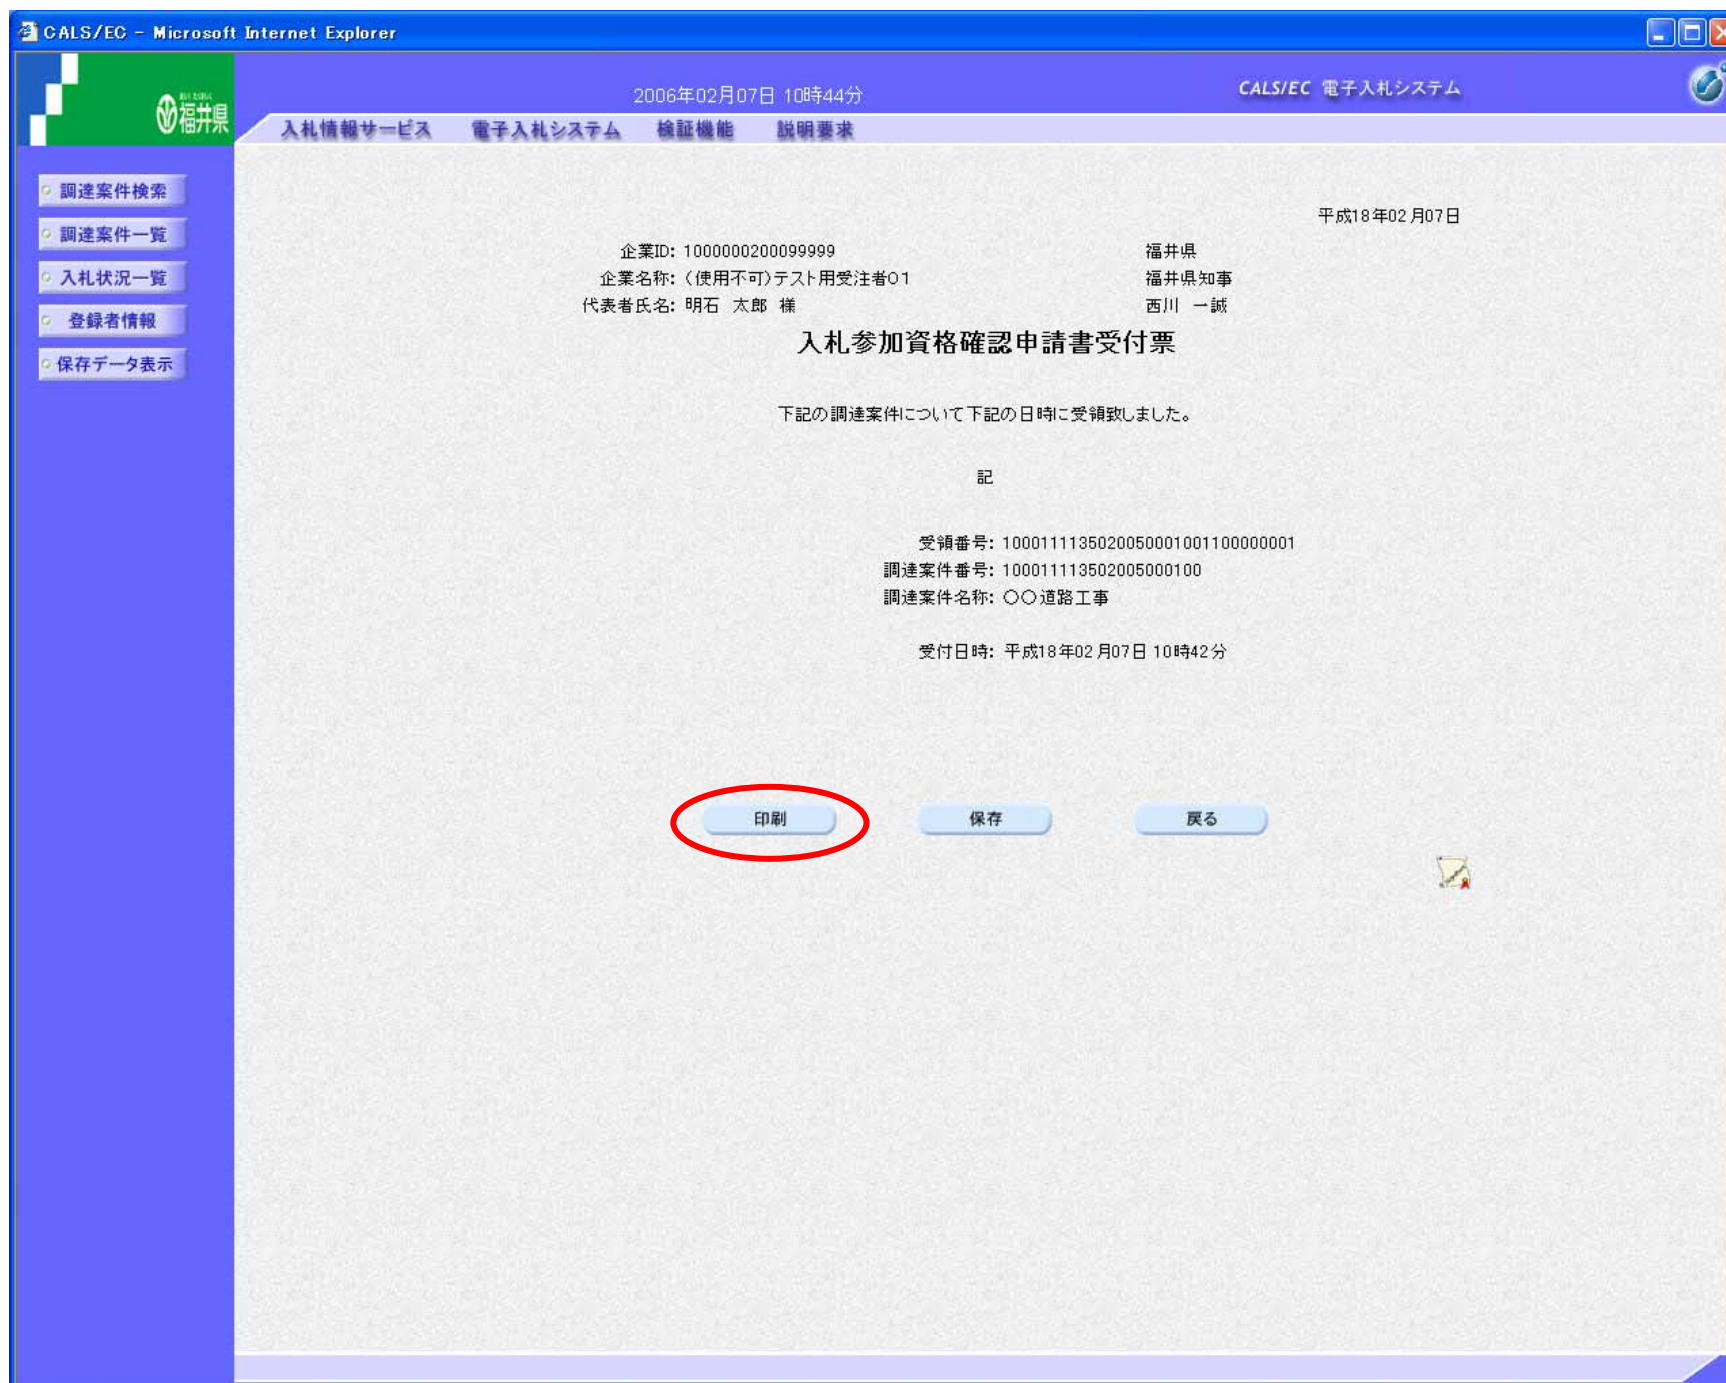 CALS/EC - Microsoft Internet Explorer
福井県
2006年02月07日 10時44分
CALS/EC 電子入札システム
入札情報サービス 電子入札システム 検証機能 説明要求
調達案件検索
調達案件一覧
入札状況一覧
登録者情報
保存データ表示
平成18年02月07日
企業ID: 1000000200099999 福井県
企業名称: (使用不可)テスト用受注者01 福井県知事
代表者氏名: 明石 太郎 様 西川 一誠
入札参加資格確認申請書受付票
下記の調達案件について下記の日時に受領致しました。
記
受領番号: 1000111135020050001001100000001
調達案件番号: 100011113502005000100
調達案件名称: 〇〇道路工事
受付日時: 平成18年02月07日 10時42分
印刷 保存 戻る